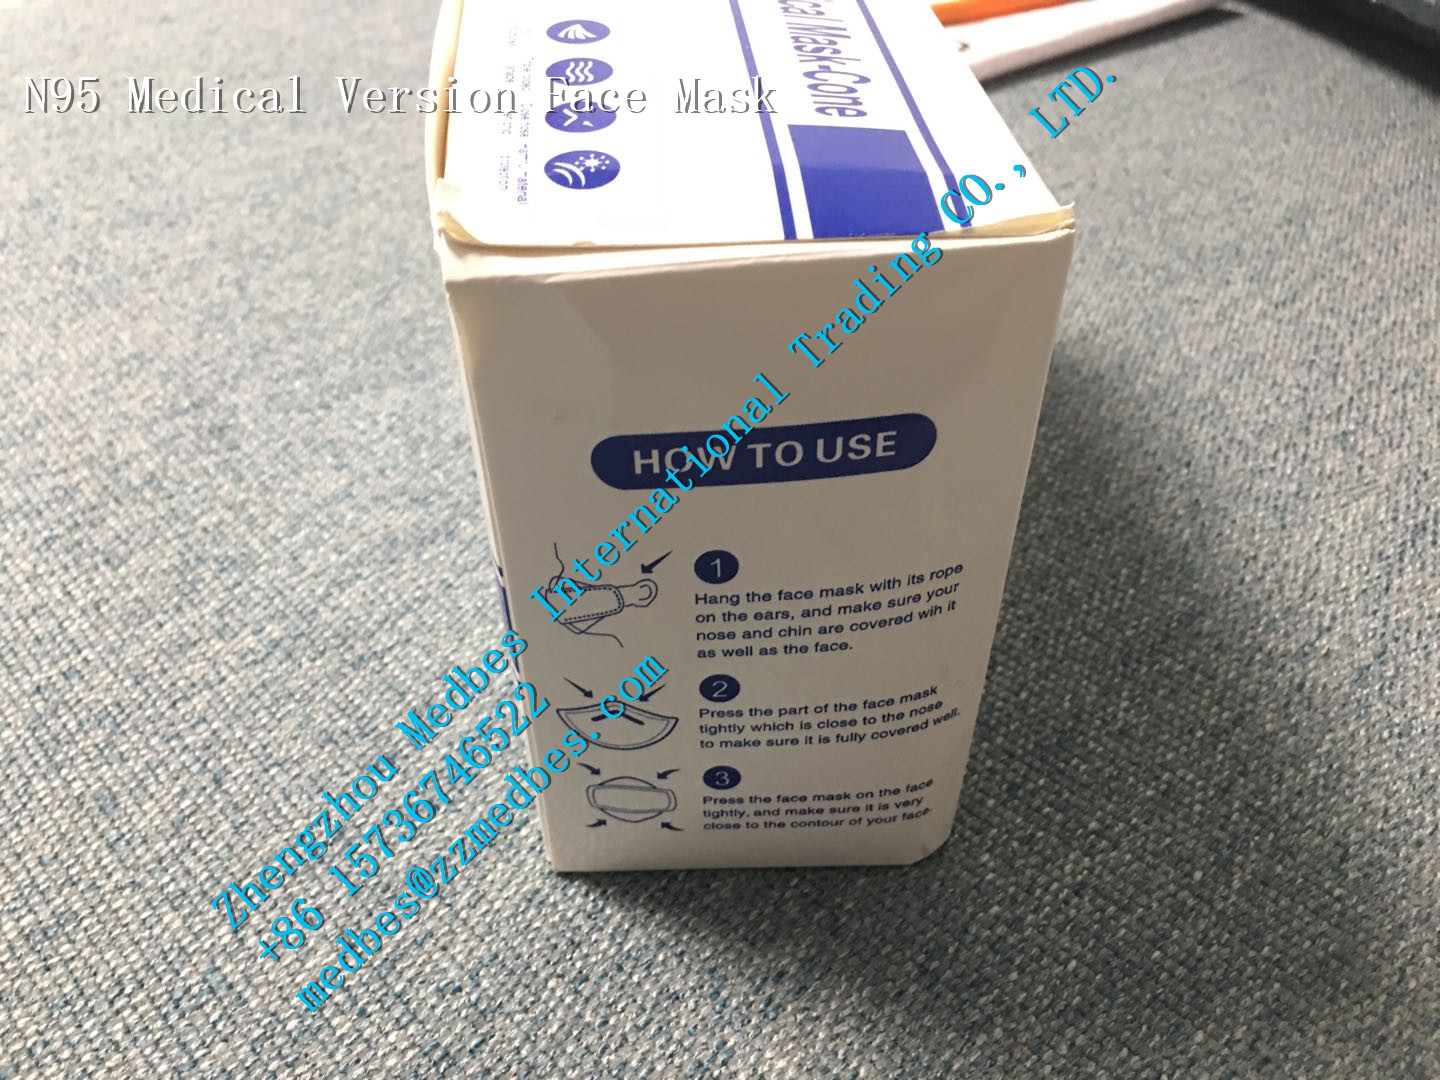 N95 Medical Version Face Mask
ical Mask-Cone
HOW TO USE
1
Hang the face mask with its rope
on the ears, and make sure your
nose and chin are covered wih it
as well as the face.
2
Press the part of the face mask
tightly which is close to the nose
to make sure it is fully covered well.
3
Press the face mask on the face
tightly, and make sure it is very
close to the contour of your face
Zhengzhou Medbes International Trading CO., LTD.
+86 15736746522
medbes@zzmedbes.com